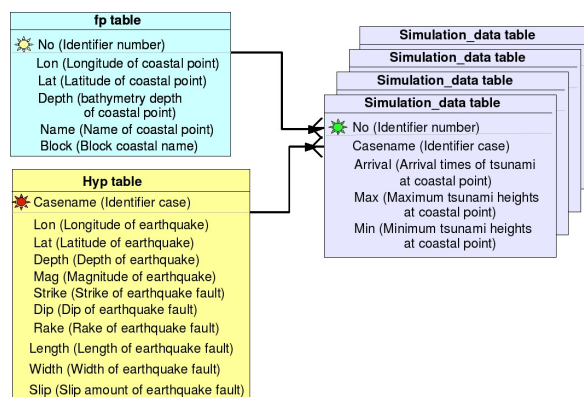 fp table
No (Identifier number)
Lon (Longitude of coastal point)
Lat (Latitude of coastal point)
Depth (bathymetry depth
of coastal point)
Name (Name of coastal point)
Block (Block coastal name)
Hyp table
Casename (Identifier case)
Lon (Longitude of earthquake)
Lat (Latitude of earthquake)
Depth (Depth of earthquake)
Mag (Magnitude of earthquake)
Strike (Strike of earthquake fault)
Dip (Dip of earthquake fault)
Rake (Rake of earthquake fault)
Length (Length of earthquake fault)
Width (Width of earthquake fault)
Slip (Slip amount of earthquake fault)
Simulation_data table
Simulation_data table
Simulation_data table
Simulation_data table
No (Identifier number)
Casename (Identifier case)
Arrival (Arrival times of tsunami
at coastal point)
Max (Maximum tsunami heights
at coastal point)
Min (Minimum tsunami heights
at coastal point)